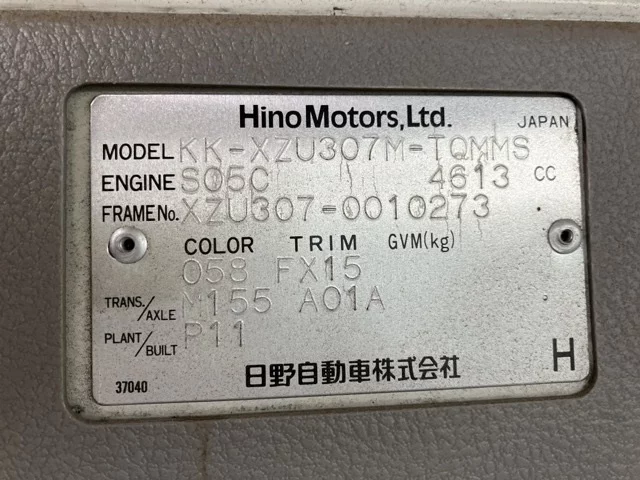 Hino Motors, Ltd. JAPAN
MODEL KK-XZU307M-TQMMS
ENGINE S05C 4613 CC
FRAME No. XZU307-0010273
COLOR TRIM GVM(kg)
058 FX15
TRANS./AXLE M155 A01A
PLANT/BUILT P11
37040 日野自動車株式会社 H